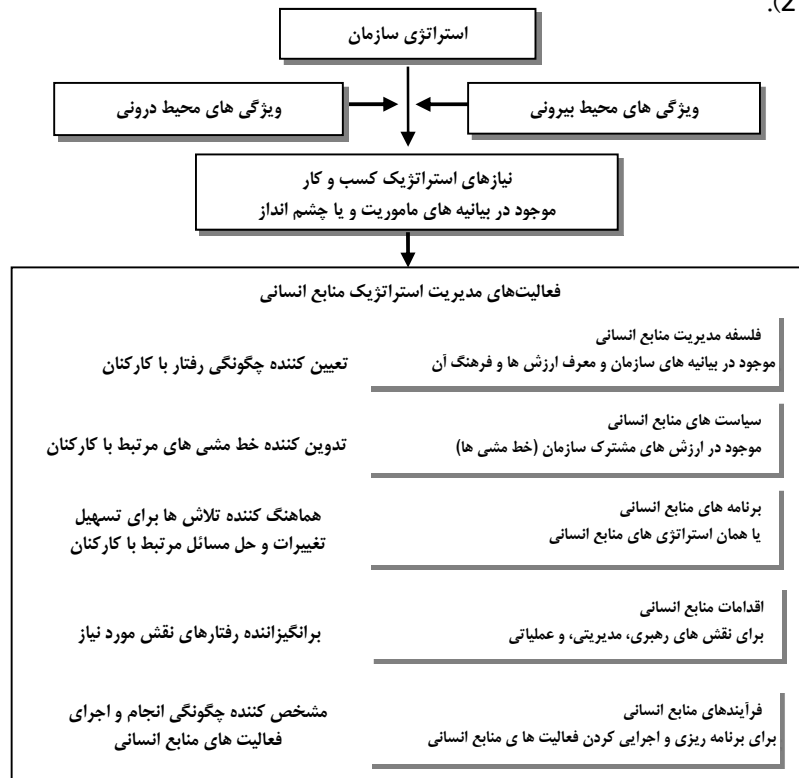 2).
استراتژی سازمان
ویژگی های محیط بیرونی
ویژگی های محیط درونی
نیازهای استراتژیک کسب و کار
موجود در بیانیه های ماموریت و یا چشم انداز
فعالیت‌های مدیریت استراتژیک منابع انسانی
فلسفه مدیریت منابع انسانی
موجود در بیانیه های سازمان و معرف ارزش ها و فرهنگ آن
تعیین کننده چگونگی رفتار با کارکنان
سیاست های منابع انسانی
موجود در ارزش های مشترک سازمان (خط مشی ها)
تدوین کننده خط مشی های مرتبط با کارکنان
برنامه های منابع انسانی
یا همان استراتژی های منابع انسانی
هماهنگ کننده تلاش ها برای تسهیل
تغییرات و حل مسائل مرتبط با کارکنان
اقدامات منابع انسانی
برای نقش های رهبری، مدیریتی، و عملیاتی
برانگیزاننده رفتارهای نقش مورد نیاز
فرآیندهای منابع انسانی
برای برنامه ریزی و اجرایی کردن فعالیت ها ی منابع انسانی
مشخص کننده چگونگی انجام و اجرای
فعالیت های منابع انسانی